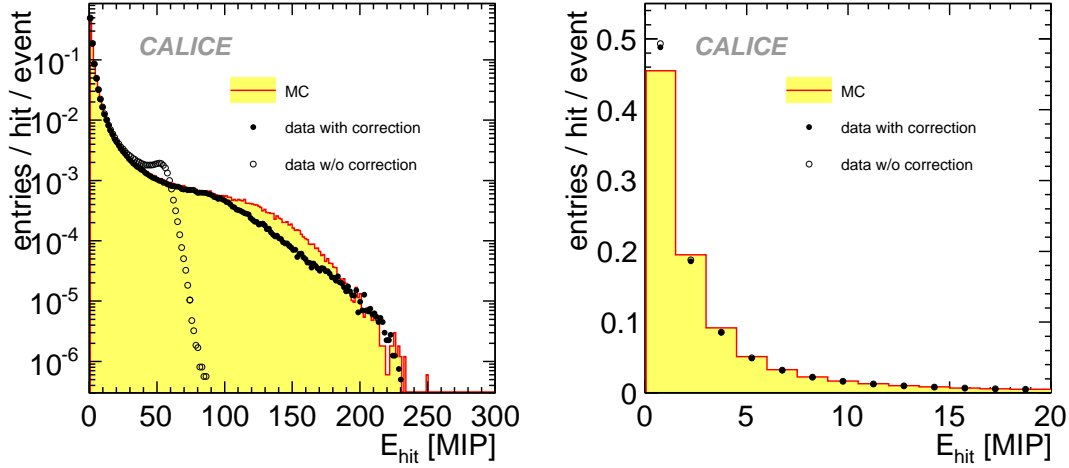 entries / hit / event
10^-1
10^-2
10^-3
10^-4
10^-5
10^-6
CALICE
MC
data with correction
data w/o correction
0 50 100 150 200 250 300
E_hit [MIP]
entries / hit / event
0.5
0.4
0.3
0.2
0.1
0
CALICE
MC
data with correction
data w/o correction
0 5 10 15 20
E_hit [MIP]